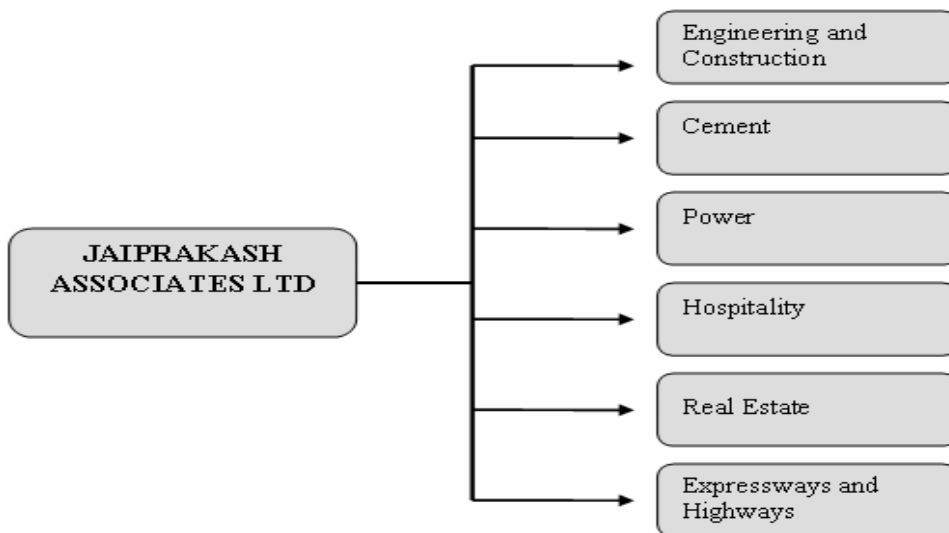 Engineering and
Construction
Cement
Power
JAIPRAKASH
ASSOCIATES LTD
Hospitality
Real Estate
Expressways and
Highways